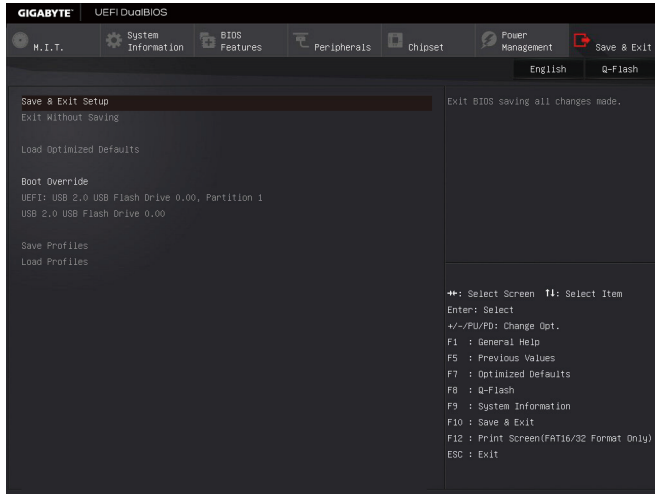 GIGABYTE™ UEFI DualBIOS
M.I.T. System Information BIOS Features Peripherals Chipset Power Management Save & Exit
English Q-Flash
Save & Exit Setup
Exit Without Saving
Load Optimized Defaults
Boot Override
UEFI: USB 2.0 USB Flash Drive 0.00, Partition 1
USB 2.0 USB Flash Drive 0.00
Save Profiles
Load Profiles
Exit BIOS saving all changes made.
→←: Select Screen ↑↓: Select Item
Enter: Select
+/-/PU/PD: Change Opt.
F1 : General Help
F5 : Previous Values
F7 : Optimized Defaults
F8 : Q-Flash
F9 : System Information
F10 : Save & Exit
F12 : Print Screen(FAT16/32 Format Only)
ESC : Exit